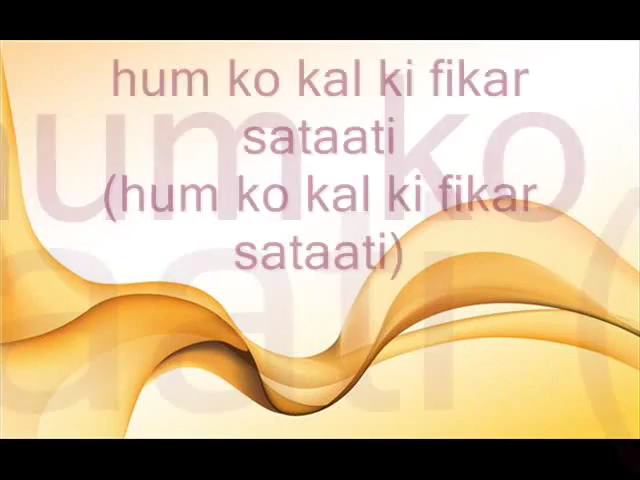 hum ko kal ki fikar
sataati
(hum ko kal ki fikar
sataati)